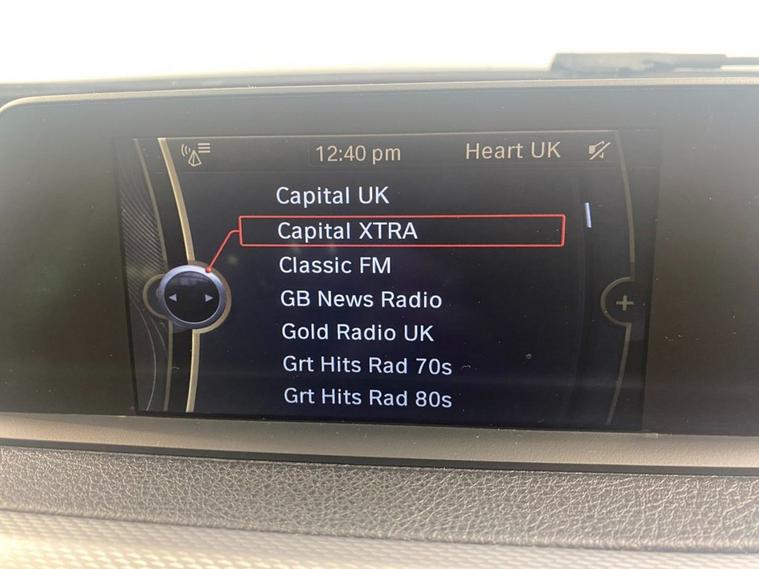 12:40 pm Heart UK
Capital UK
Capital XTRA
Classic FM
GB News Radio
Gold Radio UK
Grt Hits Rad 70s
Grt Hits Rad 80s